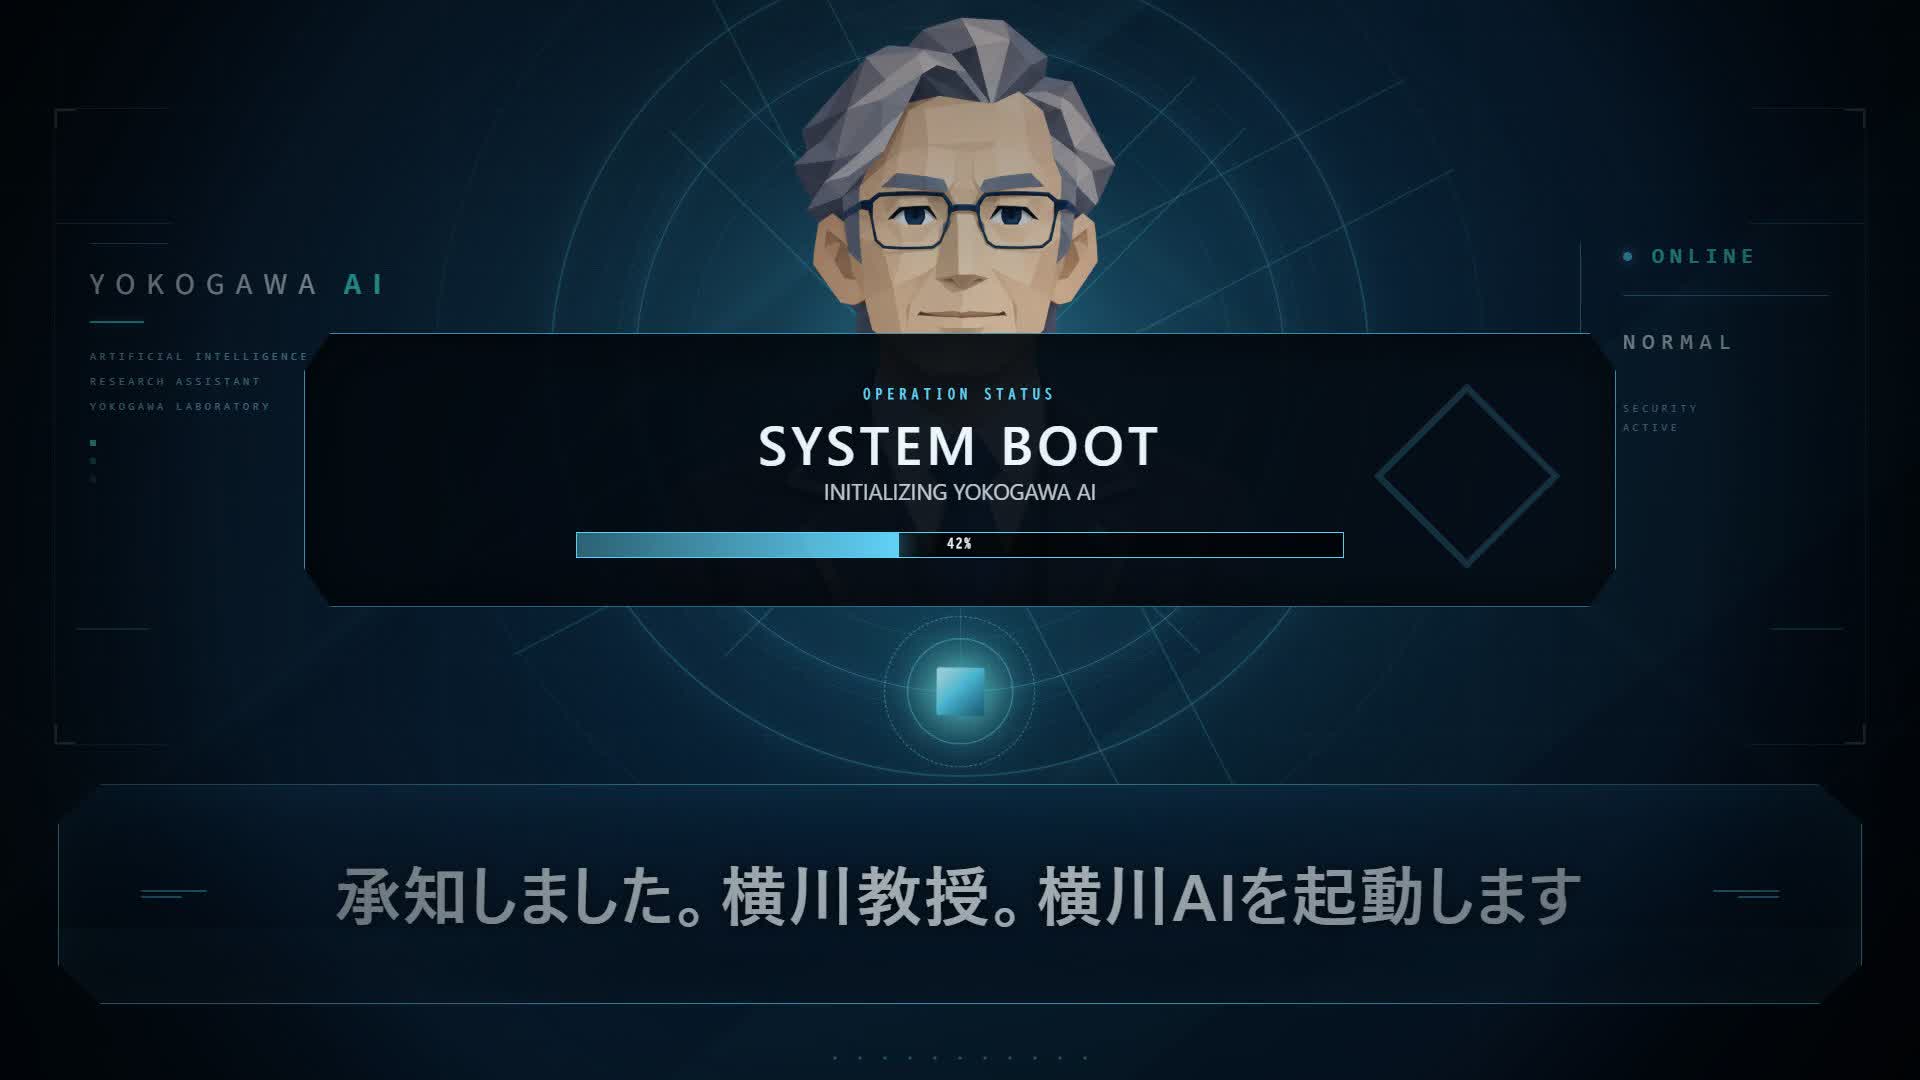 YOKOGAWA AI
ARTIFICIAL INTELLIGENCE
RESEARCH ASSISTANT
YOKOGAWA LABORATORY
ONLINE
NORMAL
SECURITY
ACTIVE
OPERATION STATUS
SYSTEM BOOT
INITIALIZING YOKOGAWA AI
42%
承知しました。横川教授。横川AIを起動します